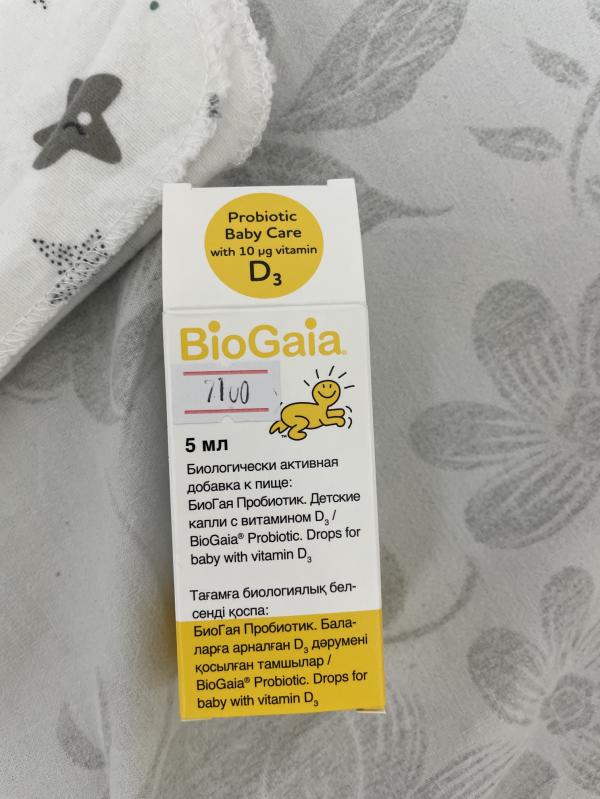 Probiotic
Baby Care
with 10 µg vitamin
D₃
BioGaia®
7100
5 мл
Биологически активная
добавка к пище:
БиоГая Пробиотик. Детские
капли с витамином D₃ /
BioGaia® Probiotic. Drops for
baby with vitamin D₃
Тағамға биологиялық бел-
сенді қоспа:
БиоГая Пробиотик. Бала-
ларға арналған D₃ дәрумені
қосылған тамшылар /
BioGaia® Probiotic. Drops for
baby with vitamin D₃